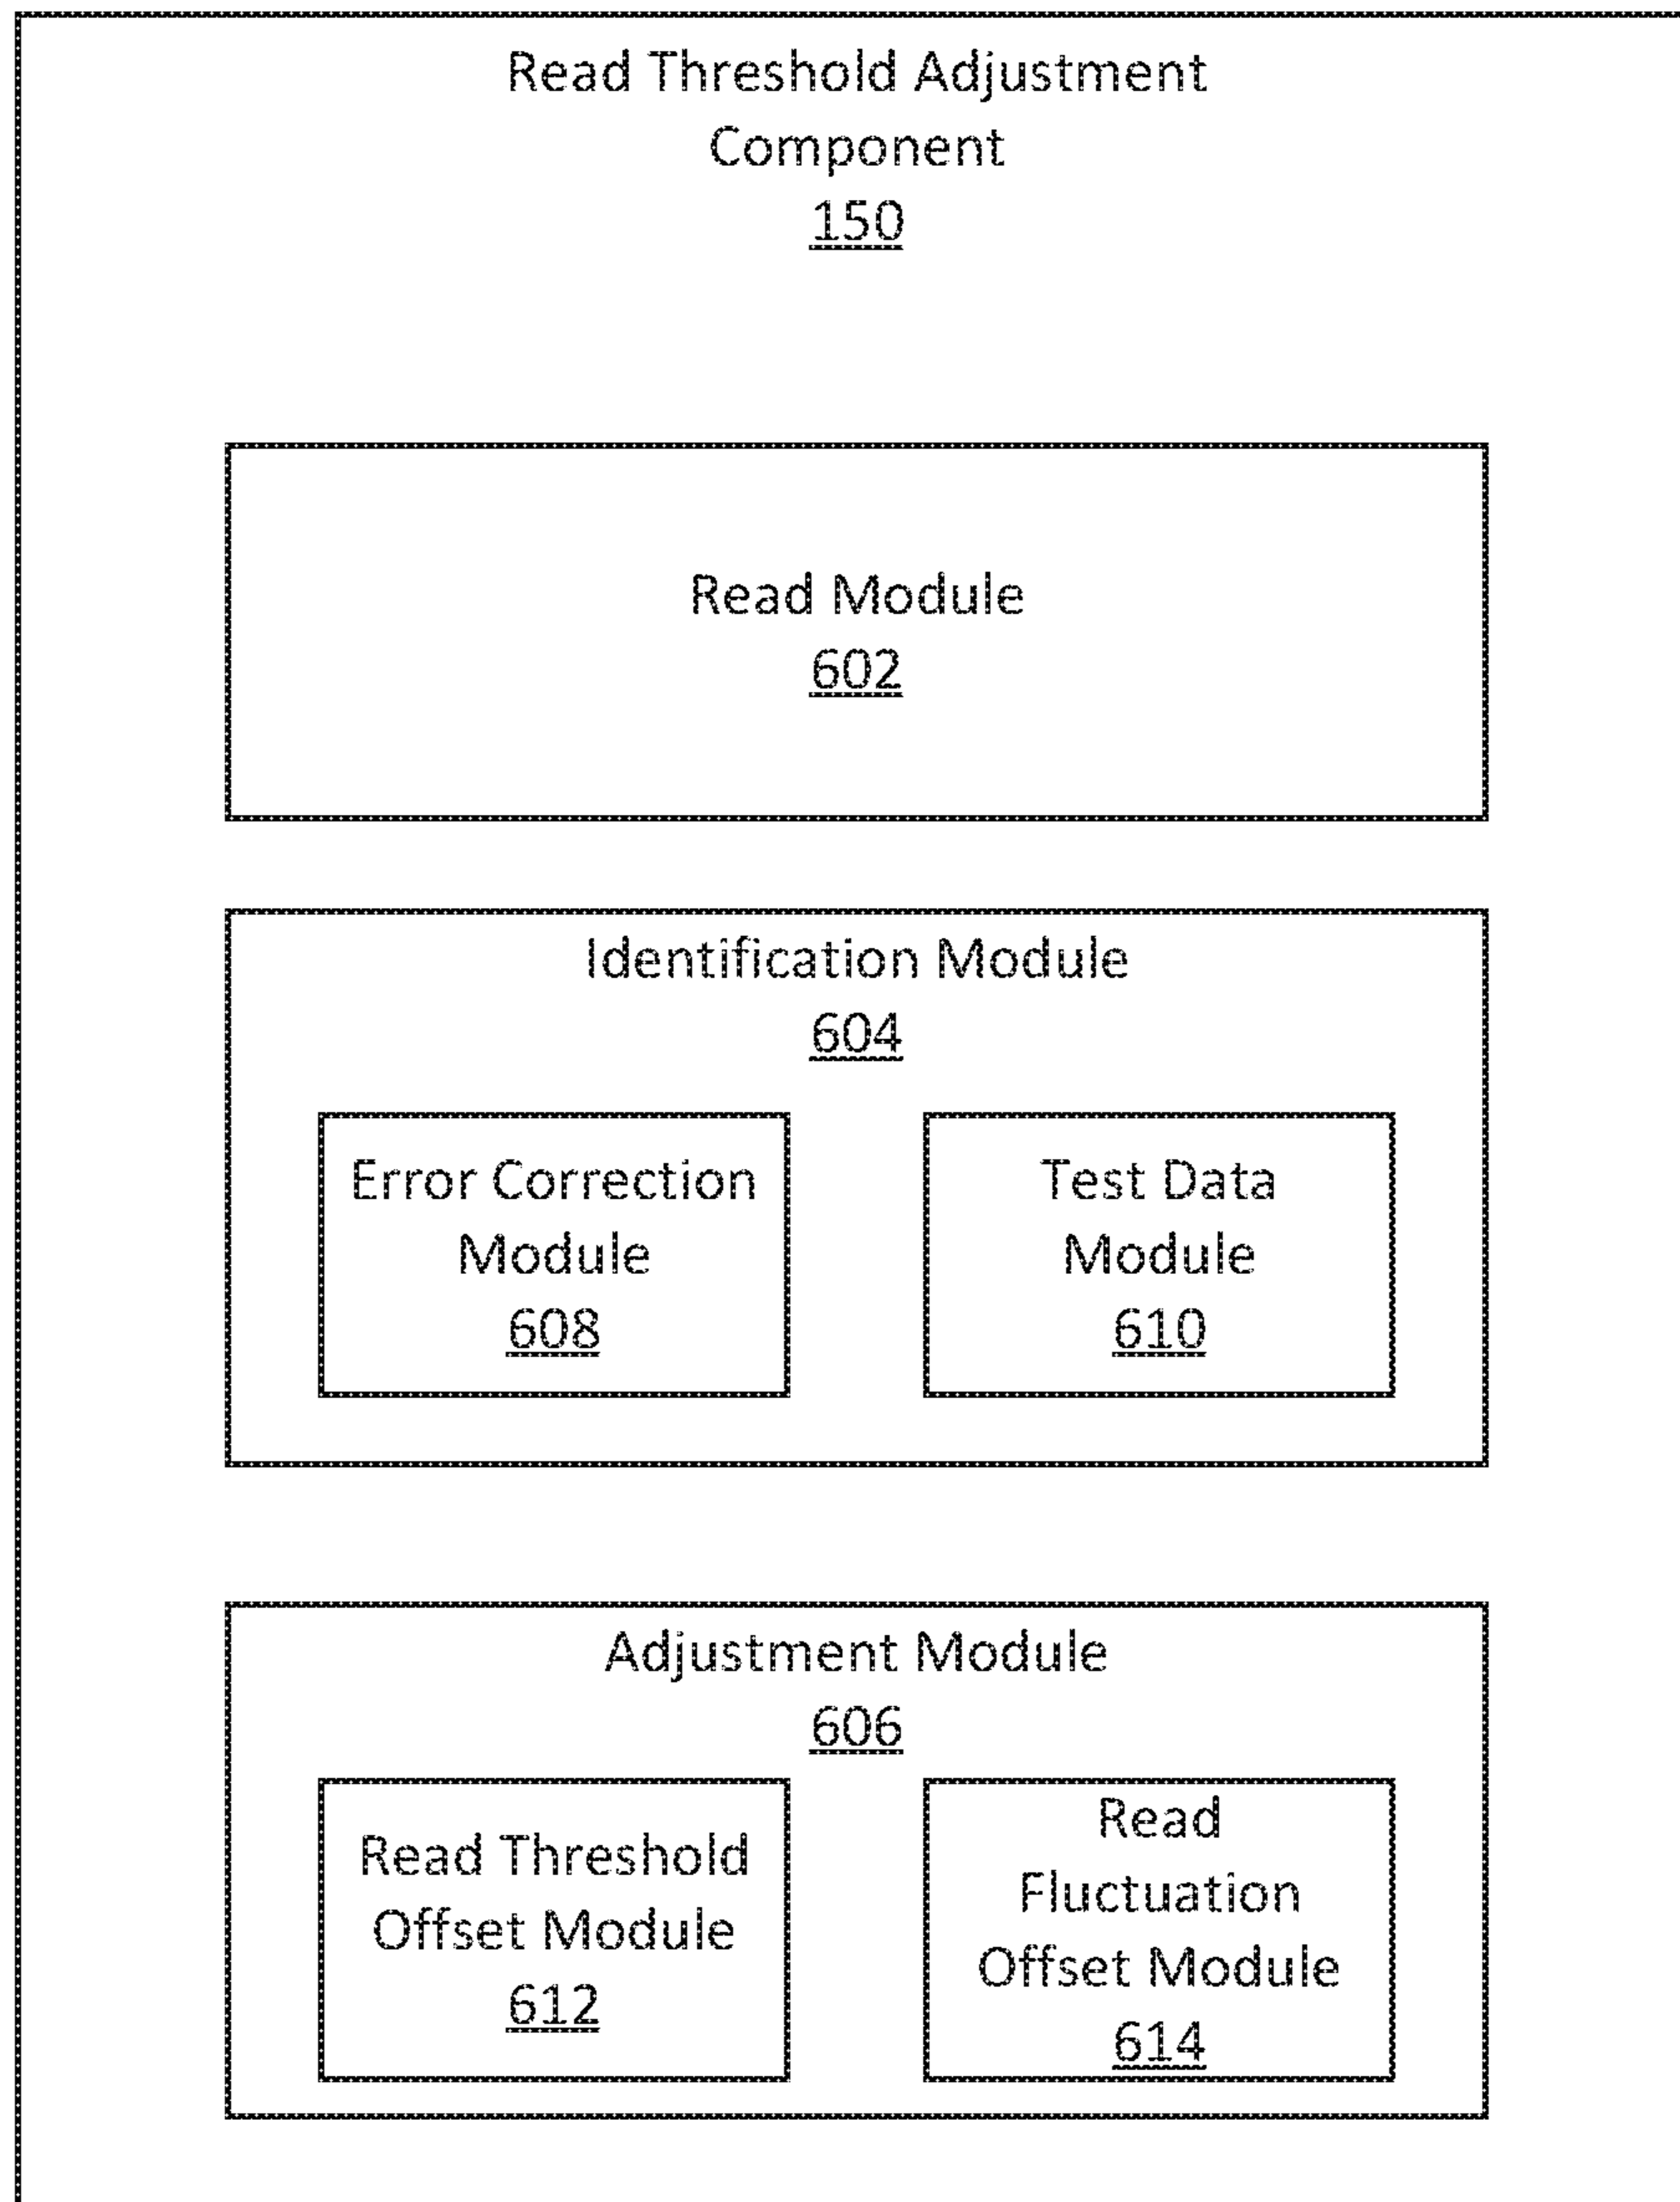 Read Threshold Adjustment
Component
150
Read Module
602
Identification Module
604
Error Correction
Module
608
Test Data
Module
610
Adjustment Module
606
Read Threshold
Offset Module
612
Read
Fluctuation
Offset Module
614